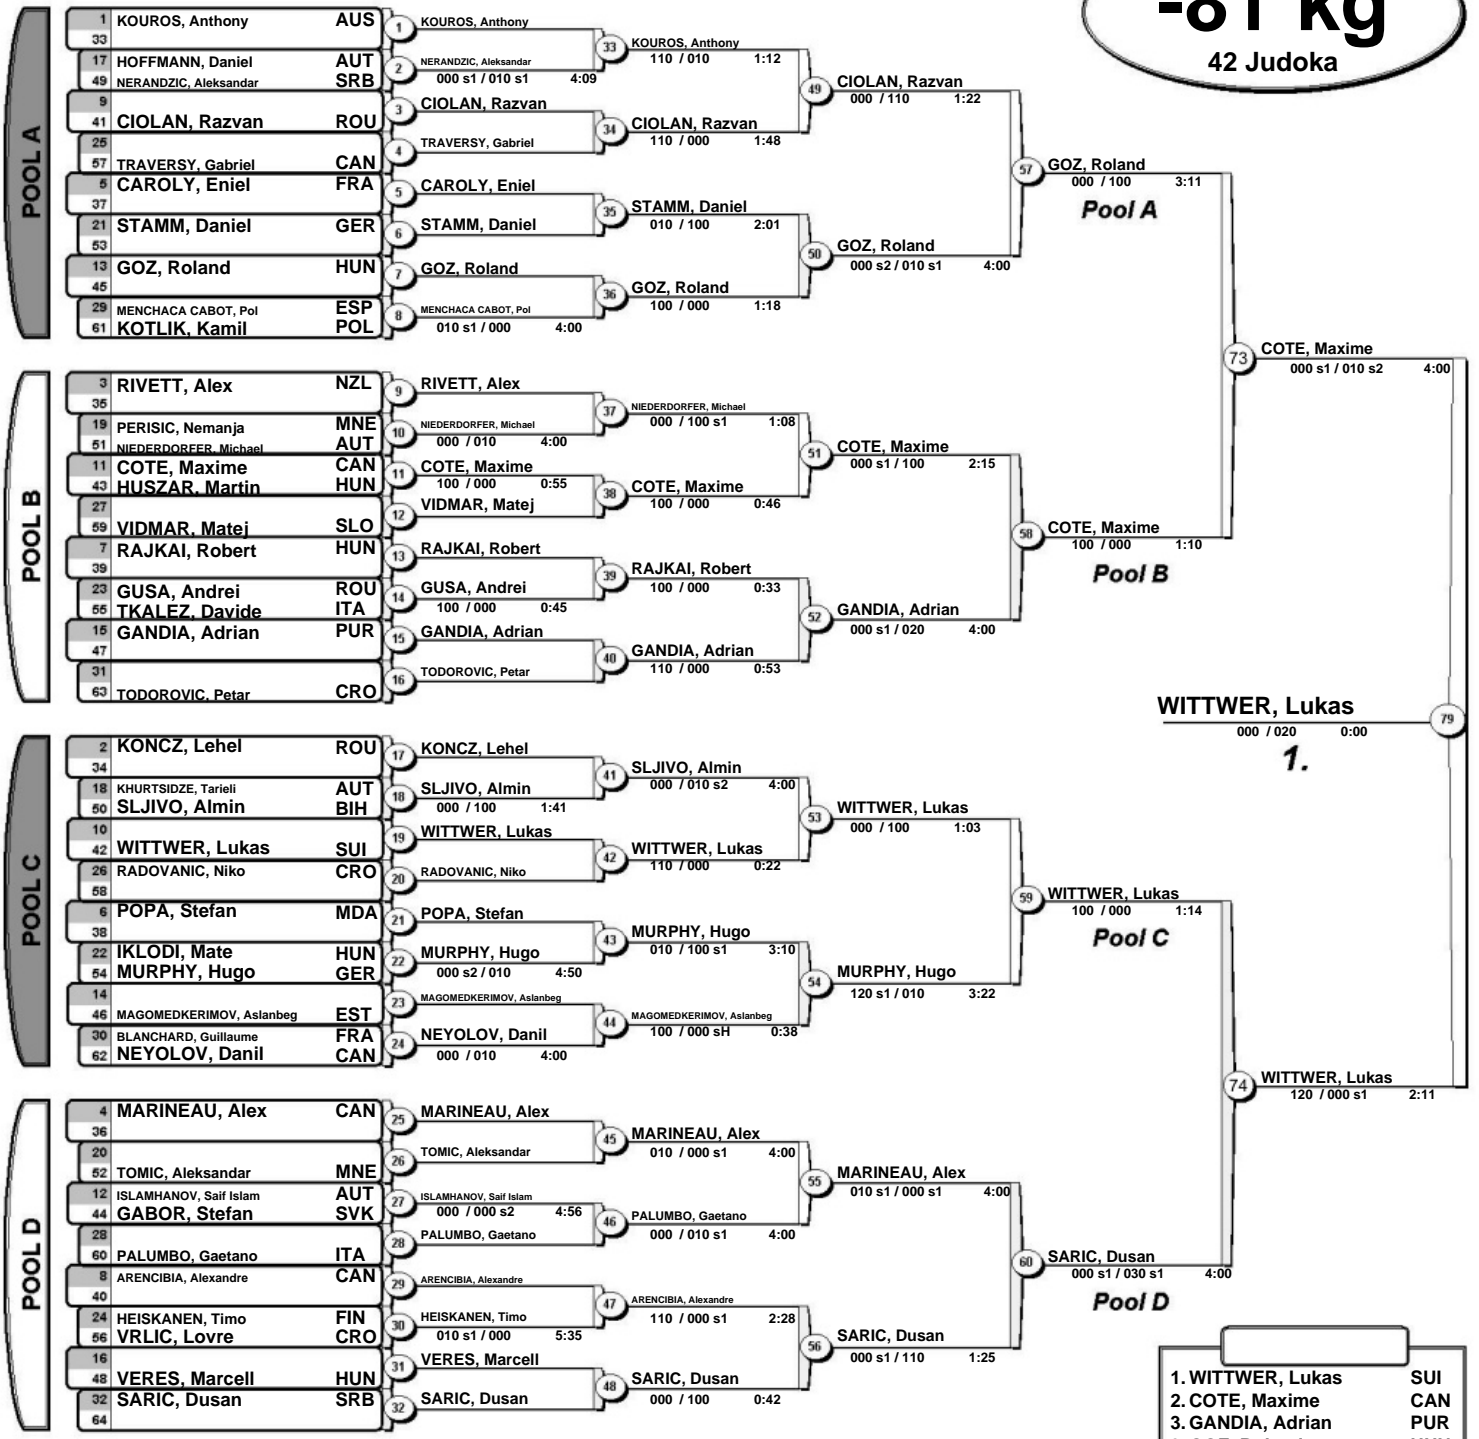 -81 kg
42 Judoka
POOL A
1 KOUROS, Anthony AUS
33
17 HOFFMANN, Daniel AUT
49 NERANDZIC, Aleksandar SRB
9
41 CIOLAN, Razvan ROU
25
57 TRAVERSY, Gabriel CAN
5 CAROLY, Eniel FRA
37
21 STAMM, Daniel GER
53
13 GOZ, Roland HUN
45
29 MENCHACA CABOT, Pol ESP
61 KOTLIK, Kamil POL
1 KOUROS, Anthony
2 NERANDZIC, Aleksandar
000 s1 / 010 s1 4:09
3 CIOLAN, Razvan
4 TRAVERSY, Gabriel
5 CAROLY, Eniel
6 STAMM, Daniel
7 GOZ, Roland
8 MENCHACA CABOT, Pol
010 s1 / 000 4:00
33 KOUROS, Anthony
110 / 010 1:12
34 CIOLAN, Razvan
110 / 000 1:48
35 STAMM, Daniel
010 / 100 2:01
36 GOZ, Roland
100 / 000 1:18
49 CIOLAN, Razvan
000 / 110 1:22
50 GOZ, Roland
000 s2 / 010 s1 4:00
57 GOZ, Roland
000 / 100 3:11
Pool A
POOL B
3 RIVETT, Alex NZL
35
19 PERISIC, Nemanja MNE
51 NIEDERDORFER, Michael AUT
11 COTE, Maxime CAN
43 HUSZAR, Martin HUN
27
59 VIDMAR, Matej SLO
7 RAJKAI, Robert HUN
39
23 GUSA, Andrei ROU
55 TKALEZ, Davide ITA
15 GANDIA, Adrian PUR
47
31
63 TODOROVIC, Petar CRO
9 RIVETT, Alex
10 NIEDERDORFER, Michael
000 / 010 4:00
11 COTE, Maxime
100 / 000 0:55
12 VIDMAR, Matej
13 RAJKAI, Robert
14 GUSA, Andrei
100 / 000 0:45
15 GANDIA, Adrian
16 TODOROVIC, Petar
37 NIEDERDORFER, Michael
000 / 100 s1 1:08
38 COTE, Maxime
100 / 000 0:46
39 RAJKAI, Robert
100 / 000 0:33
40 GANDIA, Adrian
110 / 000 0:53
51 COTE, Maxime
000 s1 / 100 2:15
52 GANDIA, Adrian
000 s1 / 020 4:00
58 COTE, Maxime
100 / 000 1:10
Pool B
73 COTE, Maxime
000 s1 / 010 s2 4:00
WITTWER, Lukas 79
000 / 020 0:00
1.
POOL C
2 KONCZ, Lehel ROU
34
18 KHURTSIDZE, Tarieli AUT
50 SLJIVO, Almin BIH
10
42 WITTWER, Lukas SUI
26 RADOVANIC, Niko CRO
58
6 POPA, Stefan MDA
38
22 IKLODI, Mate HUN
54 MURPHY, Hugo GER
14
46 MAGOMEDKERIMOV, Aslanbeg EST
30 BLANCHARD, Guillaume FRA
62 NEYOLOV, Danil CAN
17 KONCZ, Lehel
18 SLJIVO, Almin
000 / 100 1:41
19 WITTWER, Lukas
20 RADOVANIC, Niko
21 POPA, Stefan
22 MURPHY, Hugo
000 s2 / 010 4:50
23 MAGOMEDKERIMOV, Aslanbeg
24 NEYOLOV, Danil
000 / 010 4:00
41 SLJIVO, Almin
000 / 010 s2 4:00
42 WITTWER, Lukas
110 / 000 0:22
43 MURPHY, Hugo
010 / 100 s1 3:10
44 MAGOMEDKERIMOV, Aslanbeg
100 / 000 sH 0:38
53 WITTWER, Lukas
000 / 100 1:03
54 MURPHY, Hugo
120 s1 / 010 3:22
59 WITTWER, Lukas
100 / 000 1:14
Pool C
POOL D
4 MARINEAU, Alex CAN
36
20
52 TOMIC, Aleksandar MNE
12 ISLAMHANOV, Saif Islam AUT
44 GABOR, Stefan SVK
28
60 PALUMBO, Gaetano ITA
8 ARENCIBIA, Alexandre CAN
40
24 HEISKANEN, Timo FIN
56 VRLIC, Lovre CRO
16
48 VERES, Marcell HUN
32 SARIC, Dusan SRB
64
25 MARINEAU, Alex
26 TOMIC, Aleksandar
27 ISLAMHANOV, Saif Islam
000 / 000 s2 4:56
28 PALUMBO, Gaetano
29 ARENCIBIA, Alexandre
30 HEISKANEN, Timo
010 s1 / 000 5:35
31 VERES, Marcell
32 SARIC, Dusan
45 MARINEAU, Alex
010 / 000 s1 4:00
46 PALUMBO, Gaetano
000 / 010 s1 4:00
47 ARENCIBIA, Alexandre
110 / 000 s1 2:28
48 SARIC, Dusan
000 / 100 0:42
55 MARINEAU, Alex
010 s1 / 000 s1 4:00
56 SARIC, Dusan
000 s1 / 110 1:25
60 SARIC, Dusan
000 s1 / 030 s1 4:00
Pool D
74 WITTWER, Lukas
120 / 000 s1 2:11
1. WITTWER, Lukas SUI
2. COTE, Maxime CAN
3. GANDIA, Adrian PUR